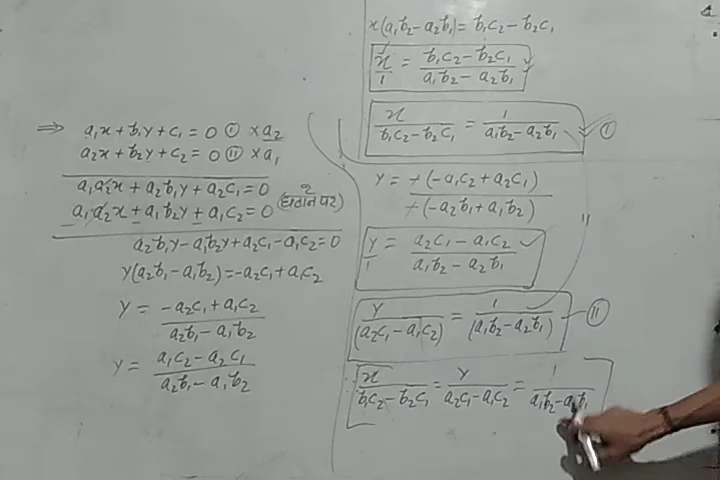 ⇒ a₁x + b₁y + c₁ = 0 Ⓘ × a₂
a₂x + b₂y + c₂ = 0 Ⓘⓘ × a₁
a₁a₂x + a₂b₁y + a₂c₁ = 0
a₁a₂x + a₁b₂y + a₁c₂ = 0 (घटाने पर)
− − −
a₂b₁y − a₁b₂y + a₂c₁ − a₁c₂ = 0
y(a₂b₁ − a₁b₂) = −a₂c₁ + a₁c₂
y = (−a₂c₁ + a₁c₂) / (a₂b₁ − a₁b₂)
y = (a₁c₂ − a₂c₁) / (a₂b₁ − a₁b₂)
x(a₁b₂ − a₂b₁) = b₁c₂ − b₂c₁
x/1 = (b₁c₂ − b₂c₁) / (a₁b₂ − a₂b₁)
x / (b₁c₂ − b₂c₁) = 1 / (a₁b₂ − a₂b₁) Ⓘ
y = −(−a₁c₂ + a₂c₁) / −(−a₂b₁ + a₁b₂)
y/1 = (a₂c₁ − a₁c₂) / (a₁b₂ − a₂b₁)
y / (a₂c₁ − a₁c₂) = 1 / (a₁b₂ − a₂b₁) — (II)
∴ x / (b₁c₂ − b₂c₁) = y / (a₂c₁ − a₁c₂) = 1 / (a₁b₂ − a₂b₁)